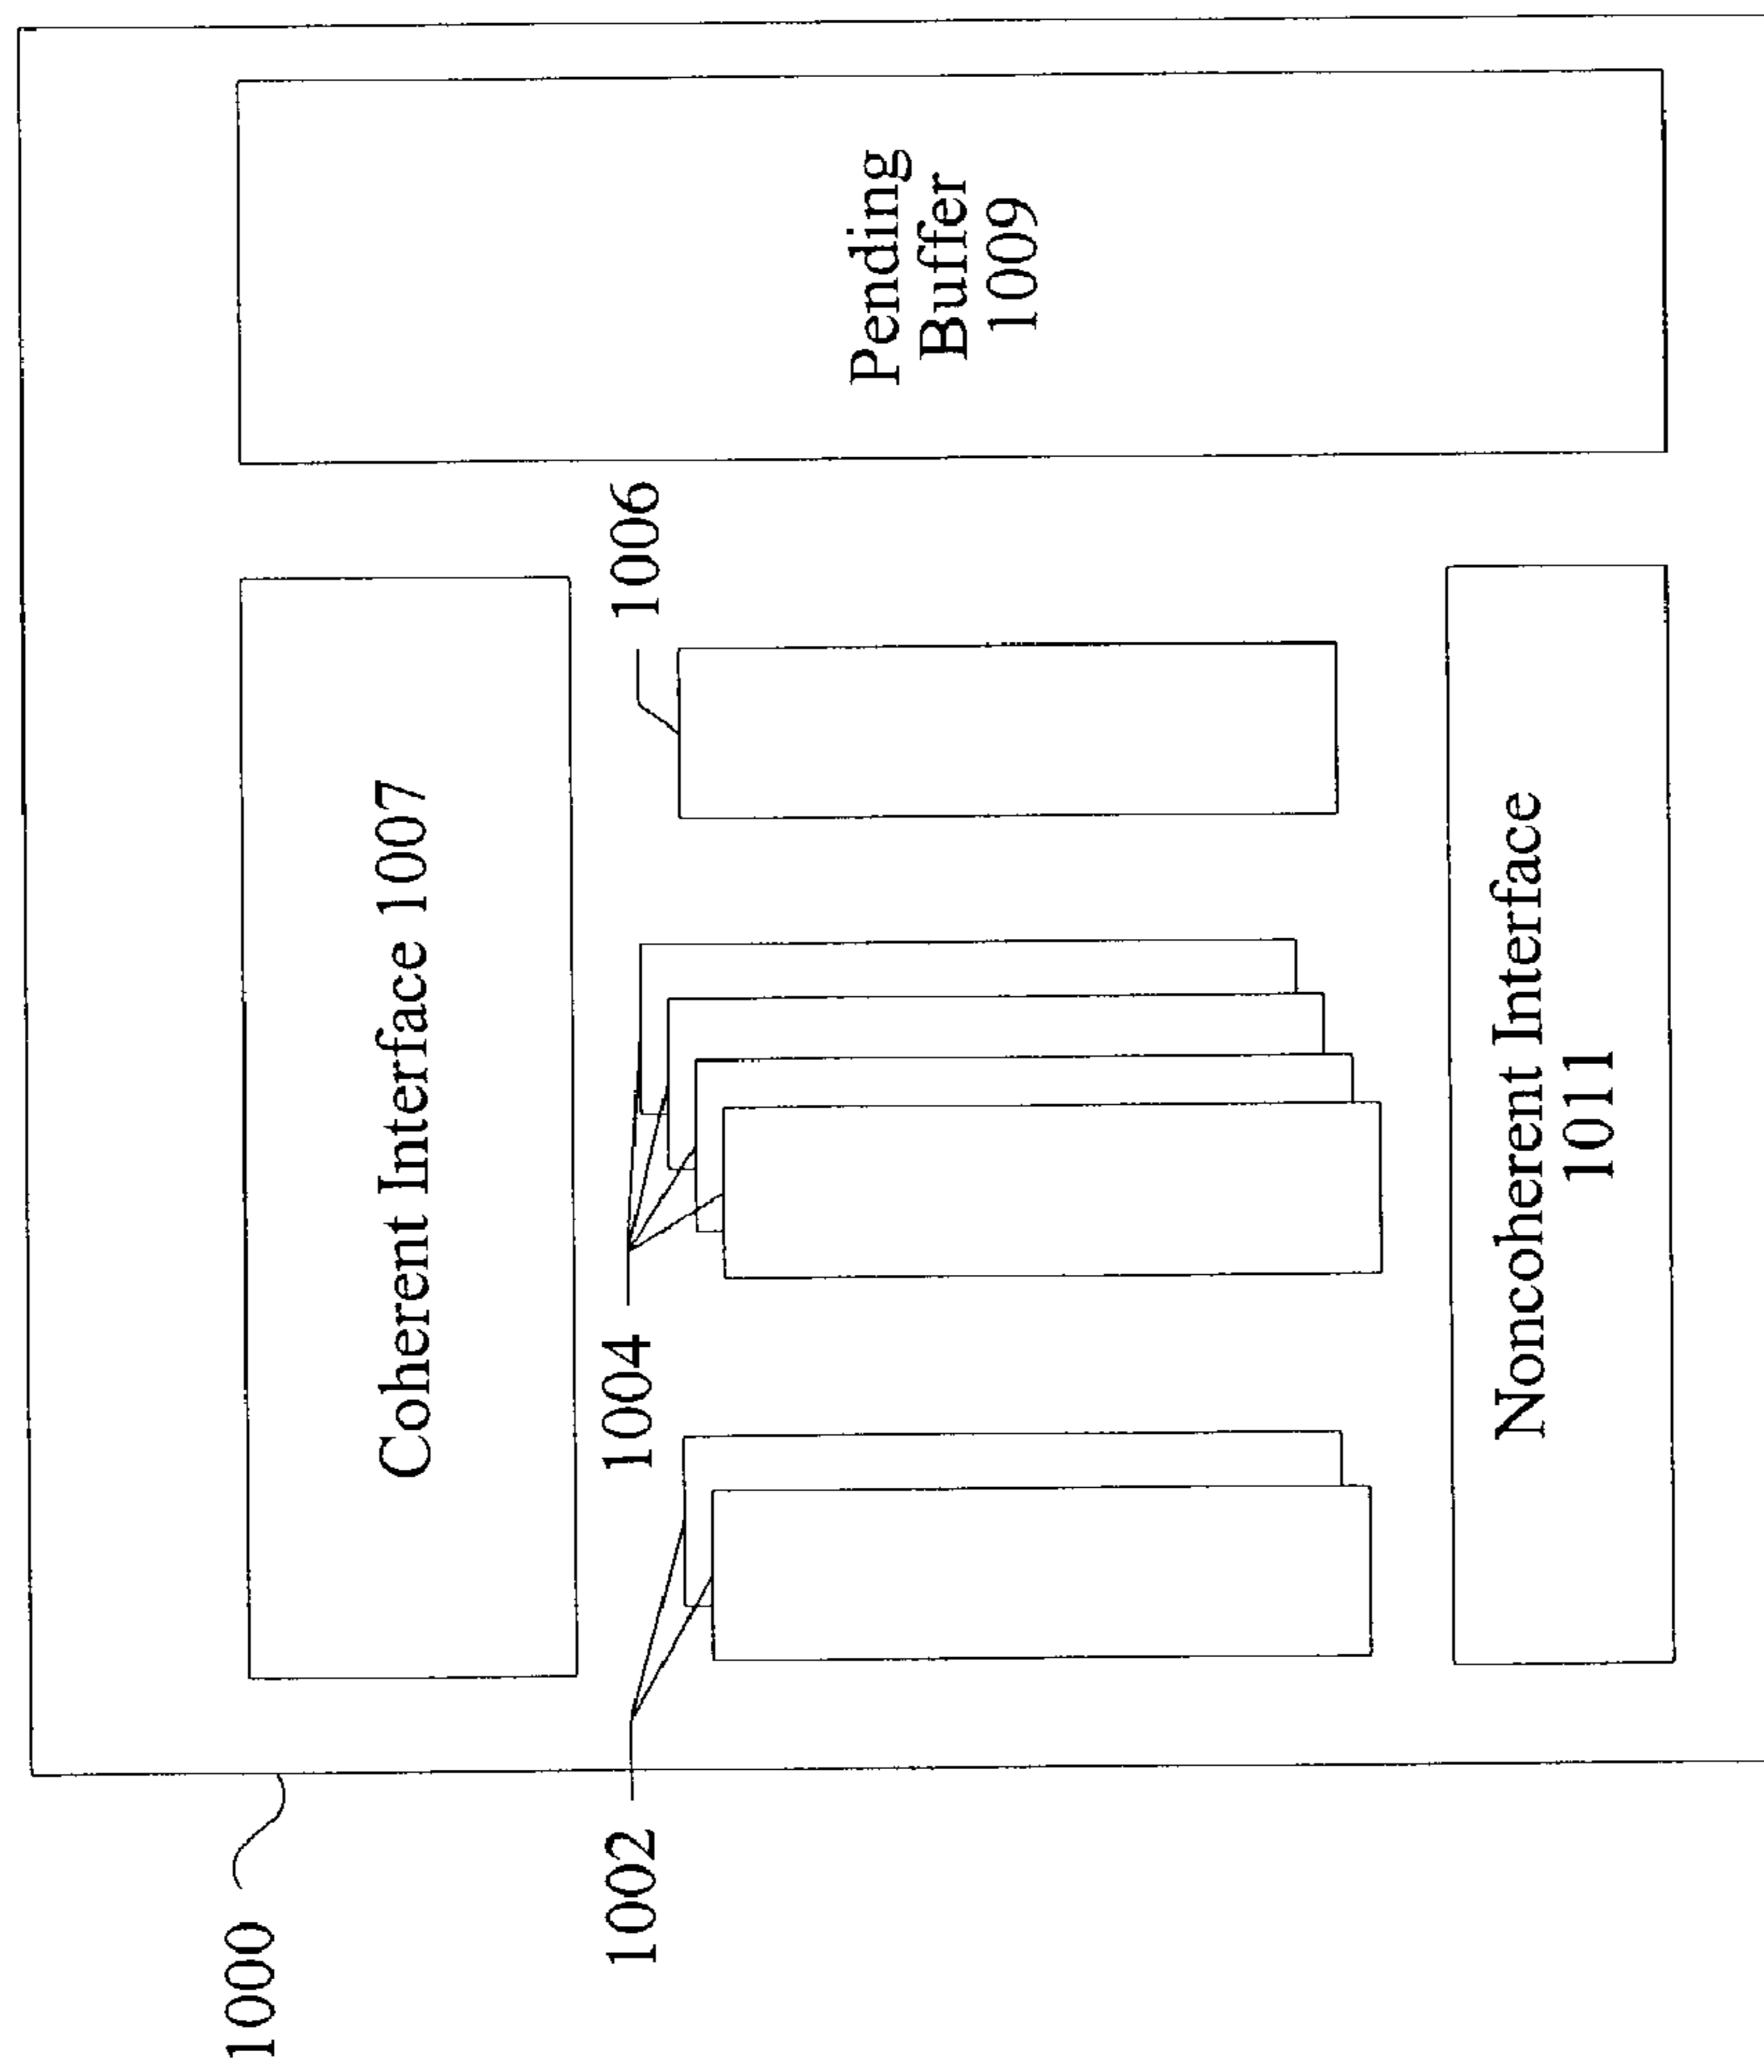 1000
Coherent Interface 1007
1002
1004
1006
Pending
Buffer
1009
Noncoherent Interface
1011